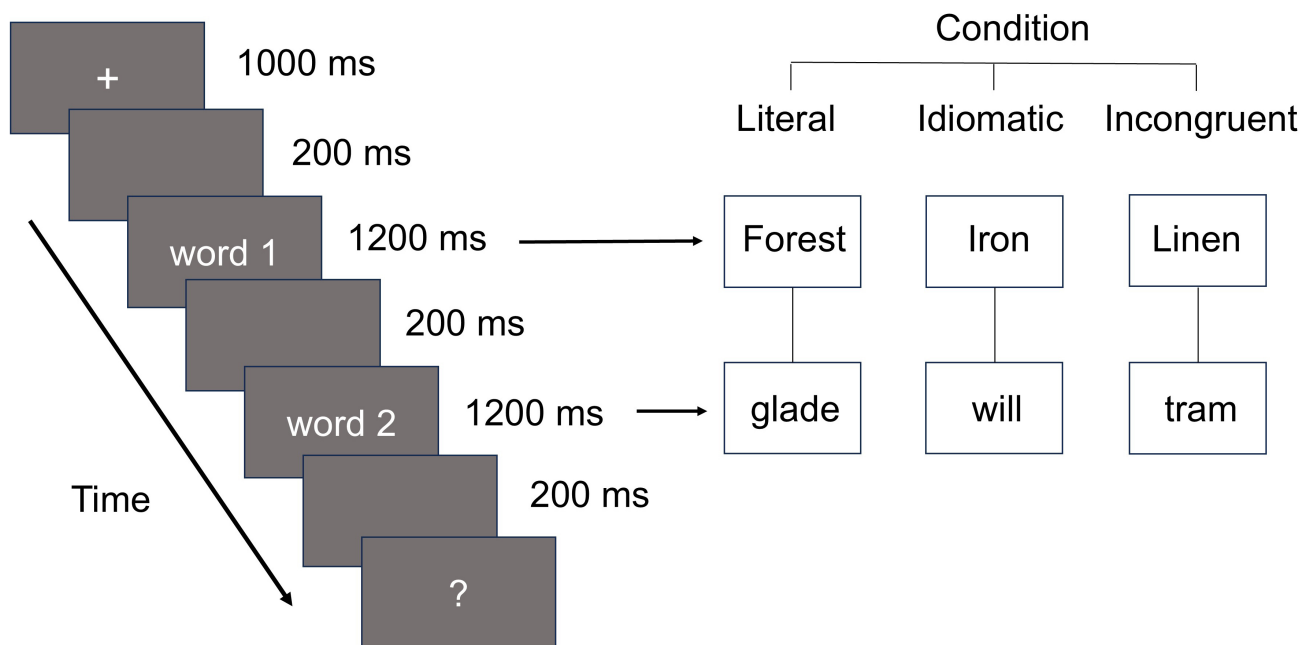 +
1000 ms
200 ms
word 1
1200 ms
200 ms
word 2
1200 ms
200 ms
?
Time
Condition
Literal Idiomatic Incongruent
Forest Iron Linen
glade will tram